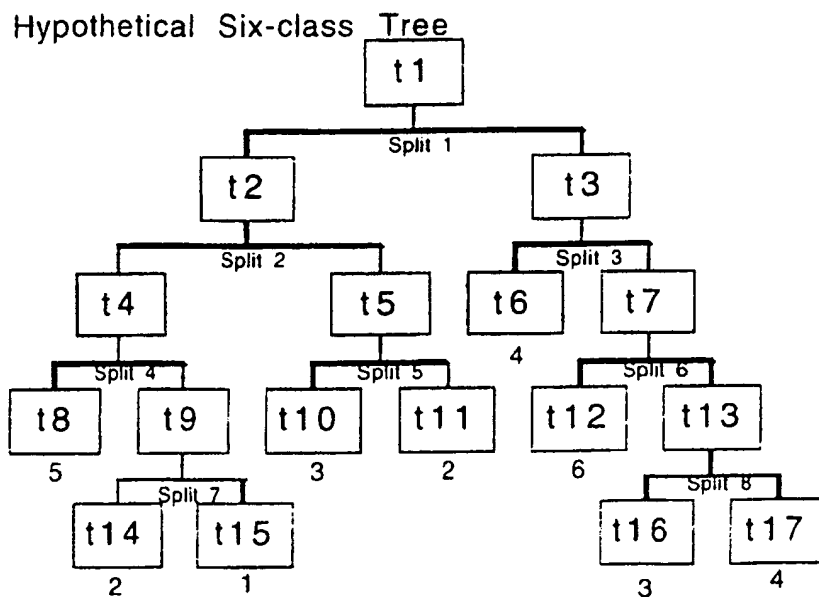 Hypothetical Six-class Tree
t1
Split 1
t2 t3
Split 2 Split 3
t4 t5 t6 t7
4
Split 4 Split 5 Split 6
t8 t9 t10 t11 t12 t13
5 3 2 6
Split 7 Split 8
t14 t15 t16 t17
2 1 3 4